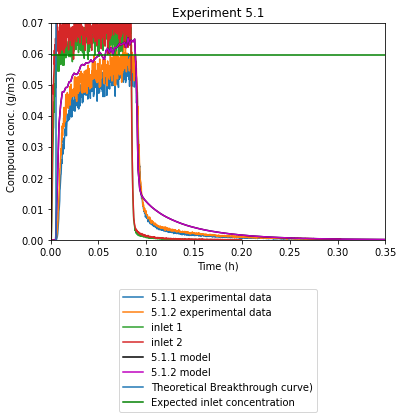 Experiment 5.1
Compound conc. (g/m3)
0.07
0.06
0.05
0.04
0.03
0.02
0.01
0.00
0.00 0.05 0.10 0.15 0.20 0.25 0.30 0.35
Time (h)
5.1.1 experimental data
5.1.2 experimental data
inlet 1
inlet 2
5.1.1 model
5.1.2 model
Theoretical Breakthrough curve)
Expected inlet concentration